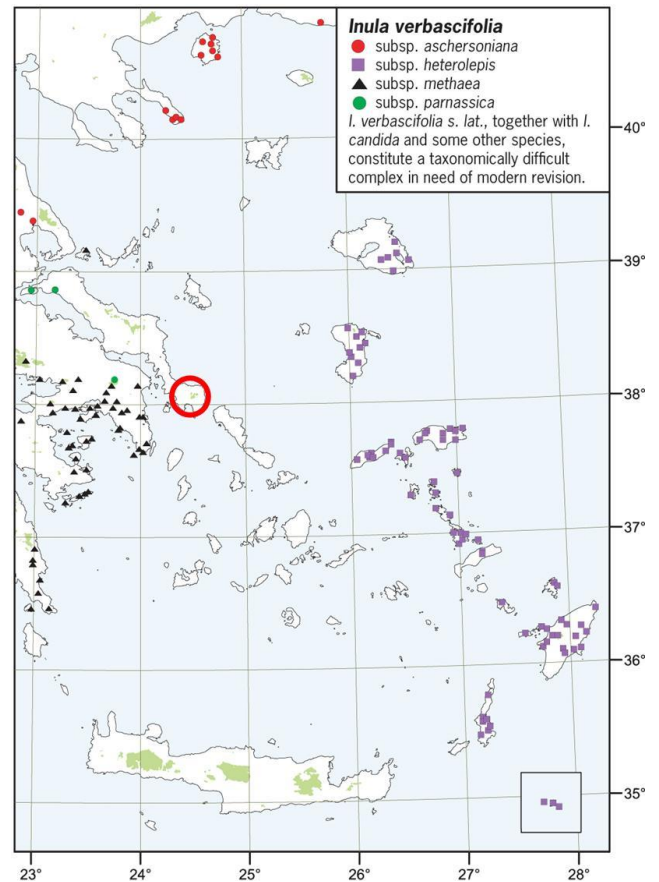 Inula verbascifolia
subsp. aschersoniana
subsp. heterolepis
subsp. methaea
subsp. parnassica
I. verbascifolia s. lat., together with I.
candida and some other species,
constitute a taxonomically difficult
complex in need of modern revision.
40°
39°
38°
37°
36°
35°
23° 24° 25° 26° 27° 28°